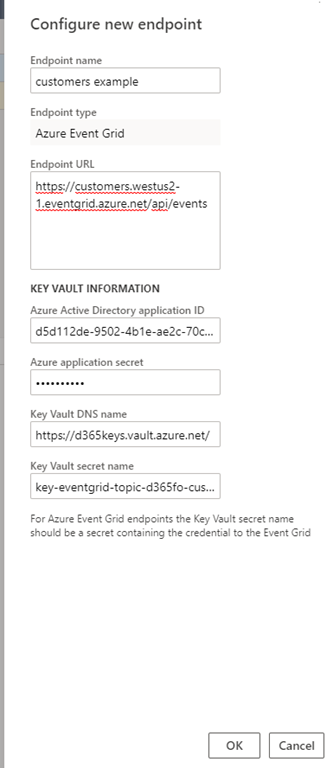 Configure new endpoint
Endpoint name
customers example
Endpoint type
Azure Event Grid
Endpoint URL
https://customers.westus2-
1.eventgrid.azure.net/api/events
KEY VAULT INFORMATION
Azure Active Directory application ID
d5d112de-9502-4b1e-ae2c-70c...
Azure application secret
••••••••••
Key Vault DNS name
https://d365keys.vault.azure.net/
Key Vault secret name
key-eventgrid-topic-d365fo-cus...
For Azure Event Grid endpoints the Key Vault secret name
should be a secret containing the credential to the Event Grid
OK Cancel